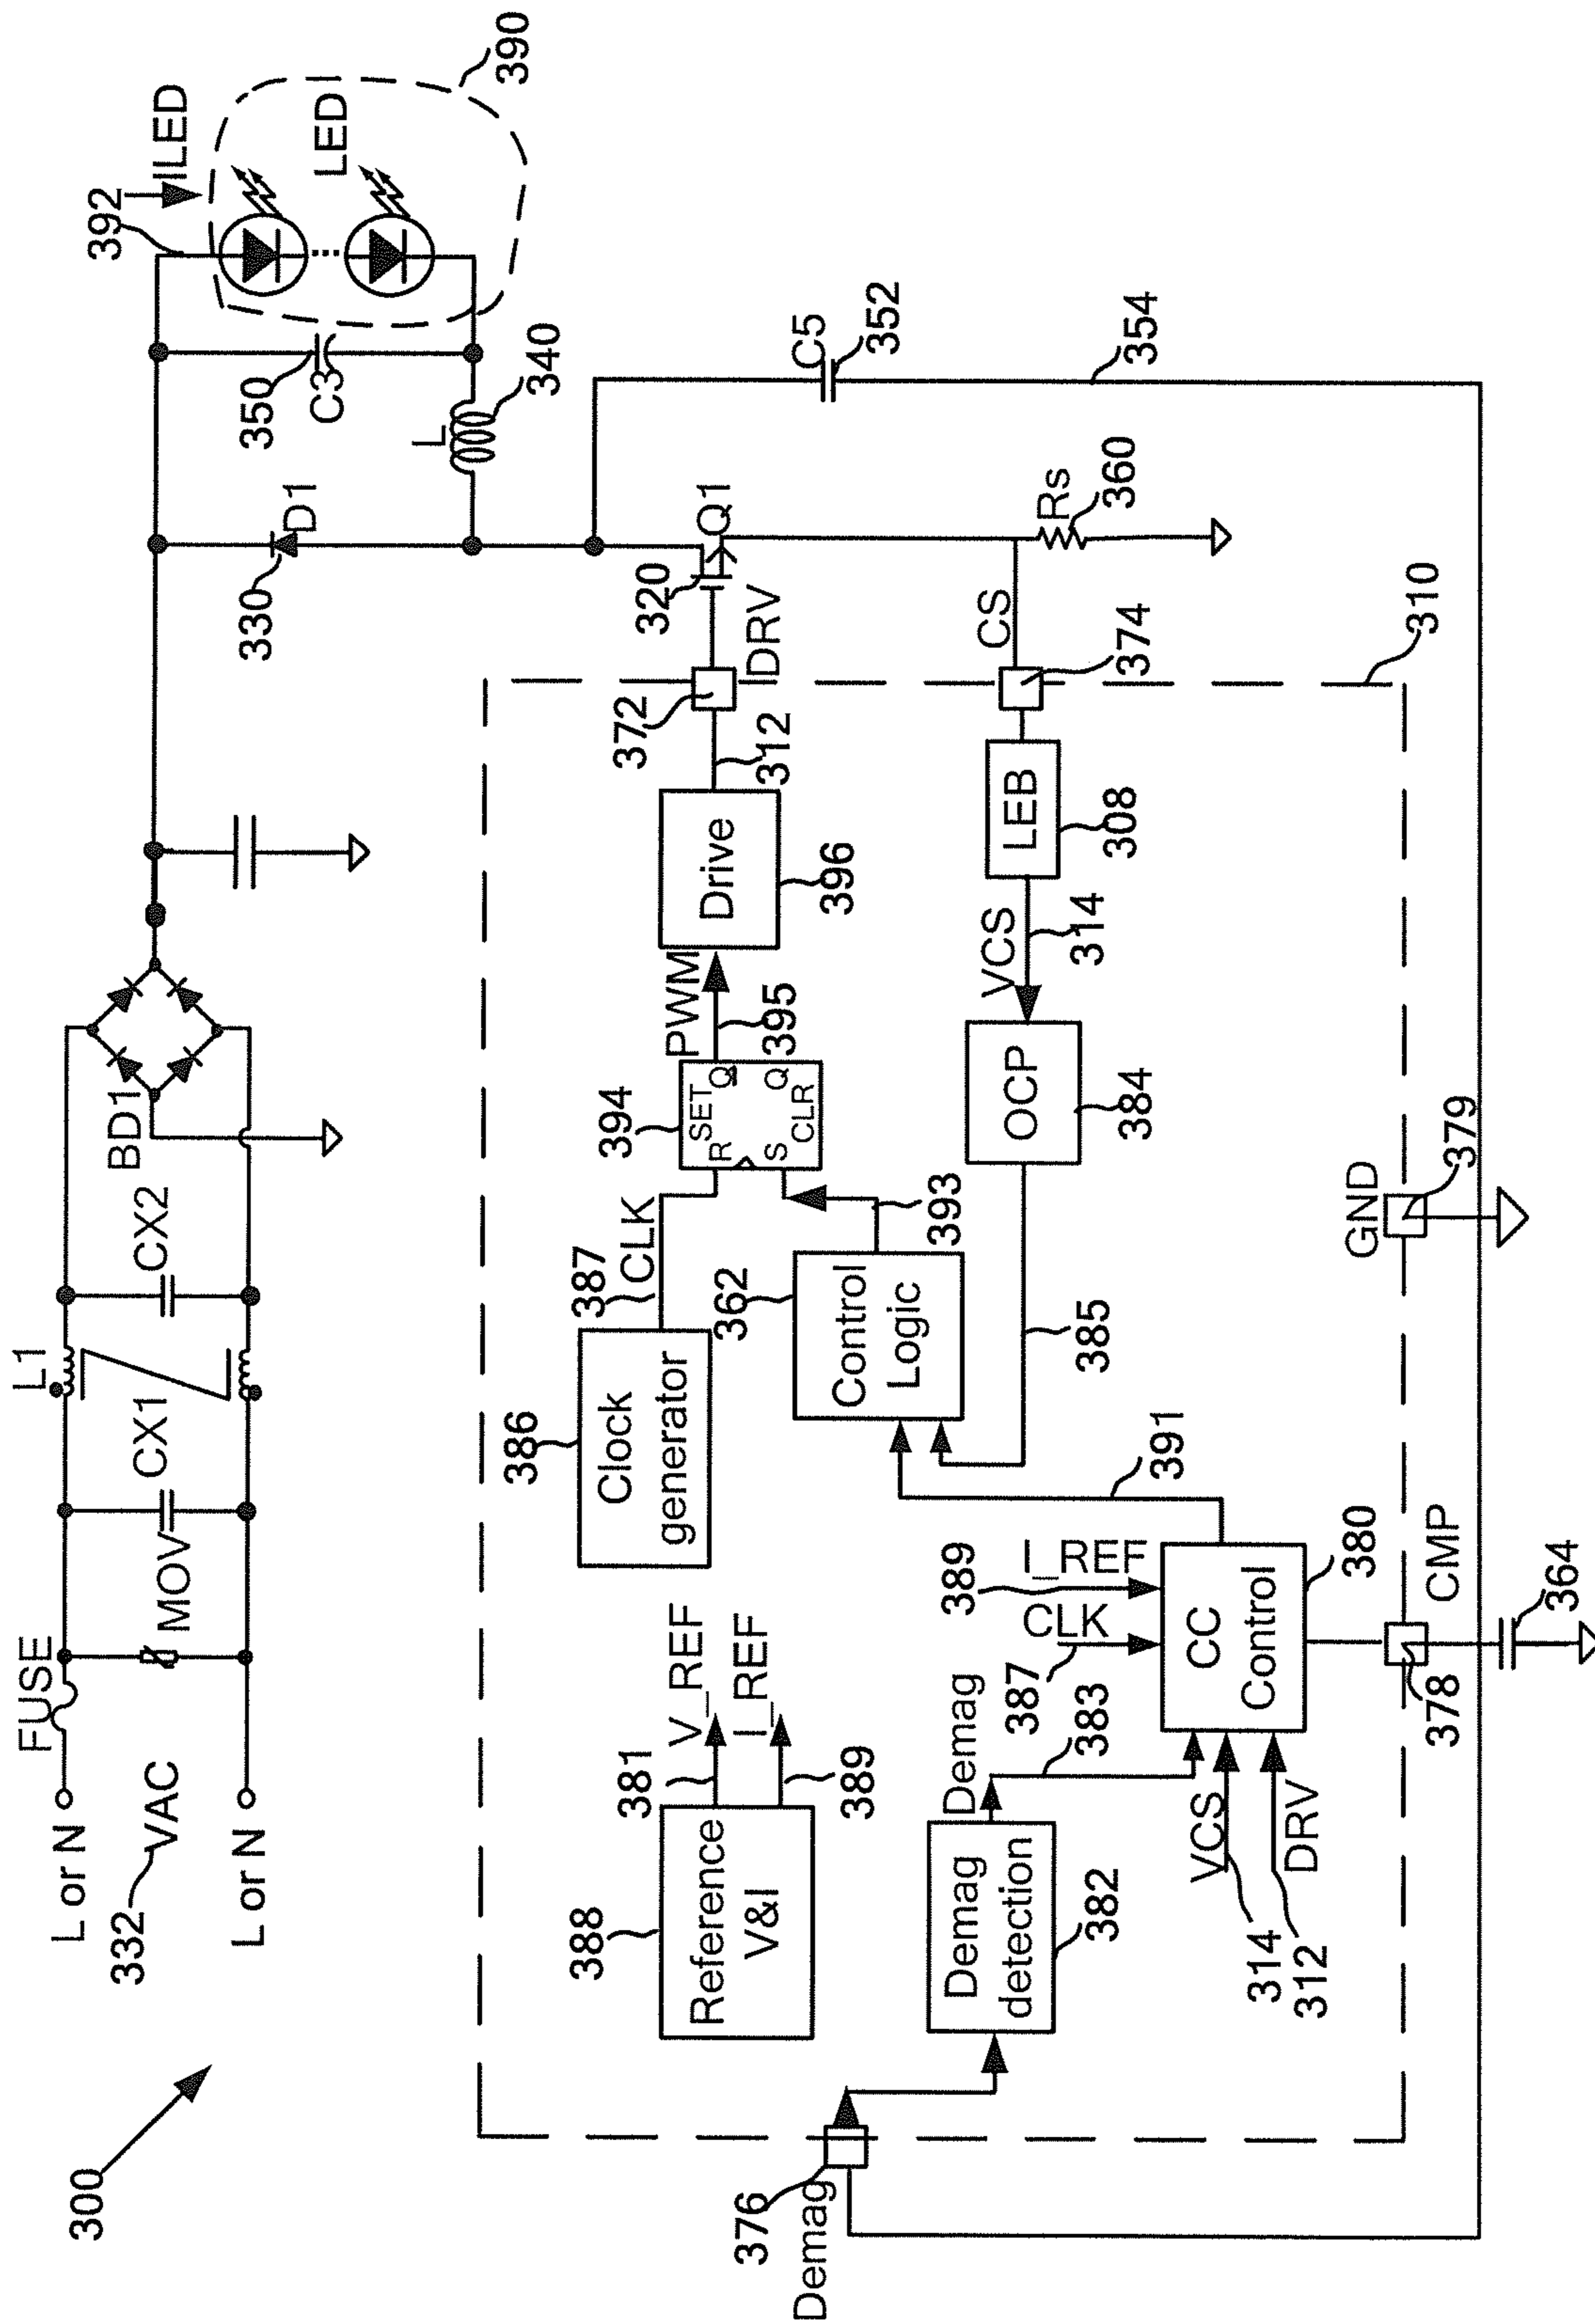 300
L or N
332
VAC
L or N
FUSE
MOV
CX1
L1
CX2
BD1
330
D1
350
C3
L
340
392
ILED
LED
390
320
Q1
C5
352
354
Rs
360
CS
374
310
372
DRV
312
Drive
396
PWM
395
394
R
SET
Q
S
CLR
Q
387
CLK
386
Clock
generator
362
Control
Logic
393
LEB
308
VCS
314
OCP
384
385
391
GND
379
388
Reference
V&I
381
V_REF
I_REF
389
376
Demag
Demag
detection
382
Demag
383
387
CLK
389
I_REF
CC
Control
380
VCS
314
312
DRV
378
CMP
364